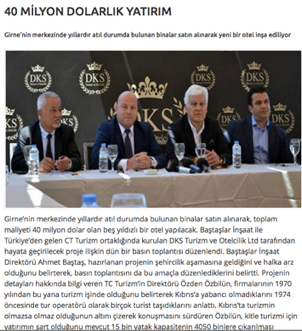 40 MİLYON DOLARLIK YATIRIM
Girne'nin merkezinde yıllardır atıl durumda bulunan binalar satın alınarak yeni bir otel inşa ediliyor
DKS
DKS
DKS
Girne'nin merkezinde yıllardır atıl durumda bulunan binalar satın alınarak, toplam
maliyeti 40 milyon dolar olan beş yıldızlı bir otel yapılacak. Baştaşlar İnşaat ile
Türkiye'den gelen CT Turizm ortaklığında kurulan DKS Turizm ve Otelcilik Ltd tarafından
hayata geçirilecek proje ilişkin dün bir basın toplantısı düzenlendi. Baştaşlar İnşaat
Direktörü Ahmet Baştaş, hazırlanan projenin şehircilik aşamasına geldiğini ve halka arz
olduğunu belirterek, basın toplantısını da bu amaçla düzenlediklerini belirtti. Projenin
detayları hakkında bilgi veren TC Turizm'in Direktörü Özden Özbilün, firmalarının 1970
yılından bu yana turizm işinde olduğunu belirterek Kıbrıs'a yabancı olmadıklarını 1974
öncesinde tur operatörü olarak birçok turist taşıdıklarını anlattı. Kıbrıs'ta turizmin
olmazsa olmaz olduğunun altını çizerek konuşmasını sürdüren Özbilün, kitle turizmi için
yatırımın şart olduğunu mevcut 15 bin yatak kapasitenin 4050 binlere çıkarılması